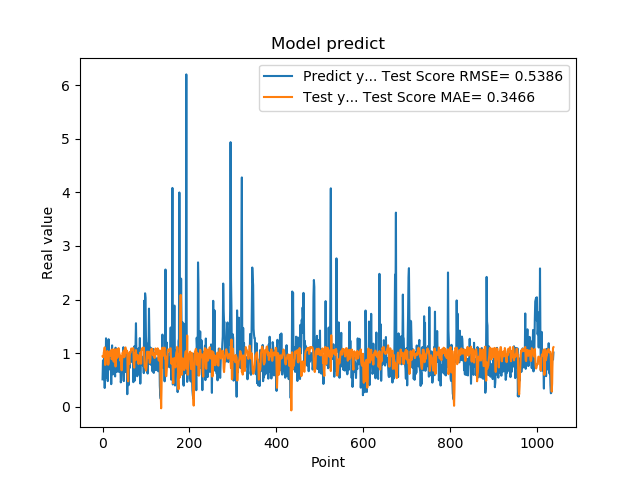 Model predict
Predict y... Test Score RMSE= 0.5386
Test y... Test Score MAE= 0.3466
Real value
6
5
4
3
2
1
0
0 200 400 600 800 1000
Point